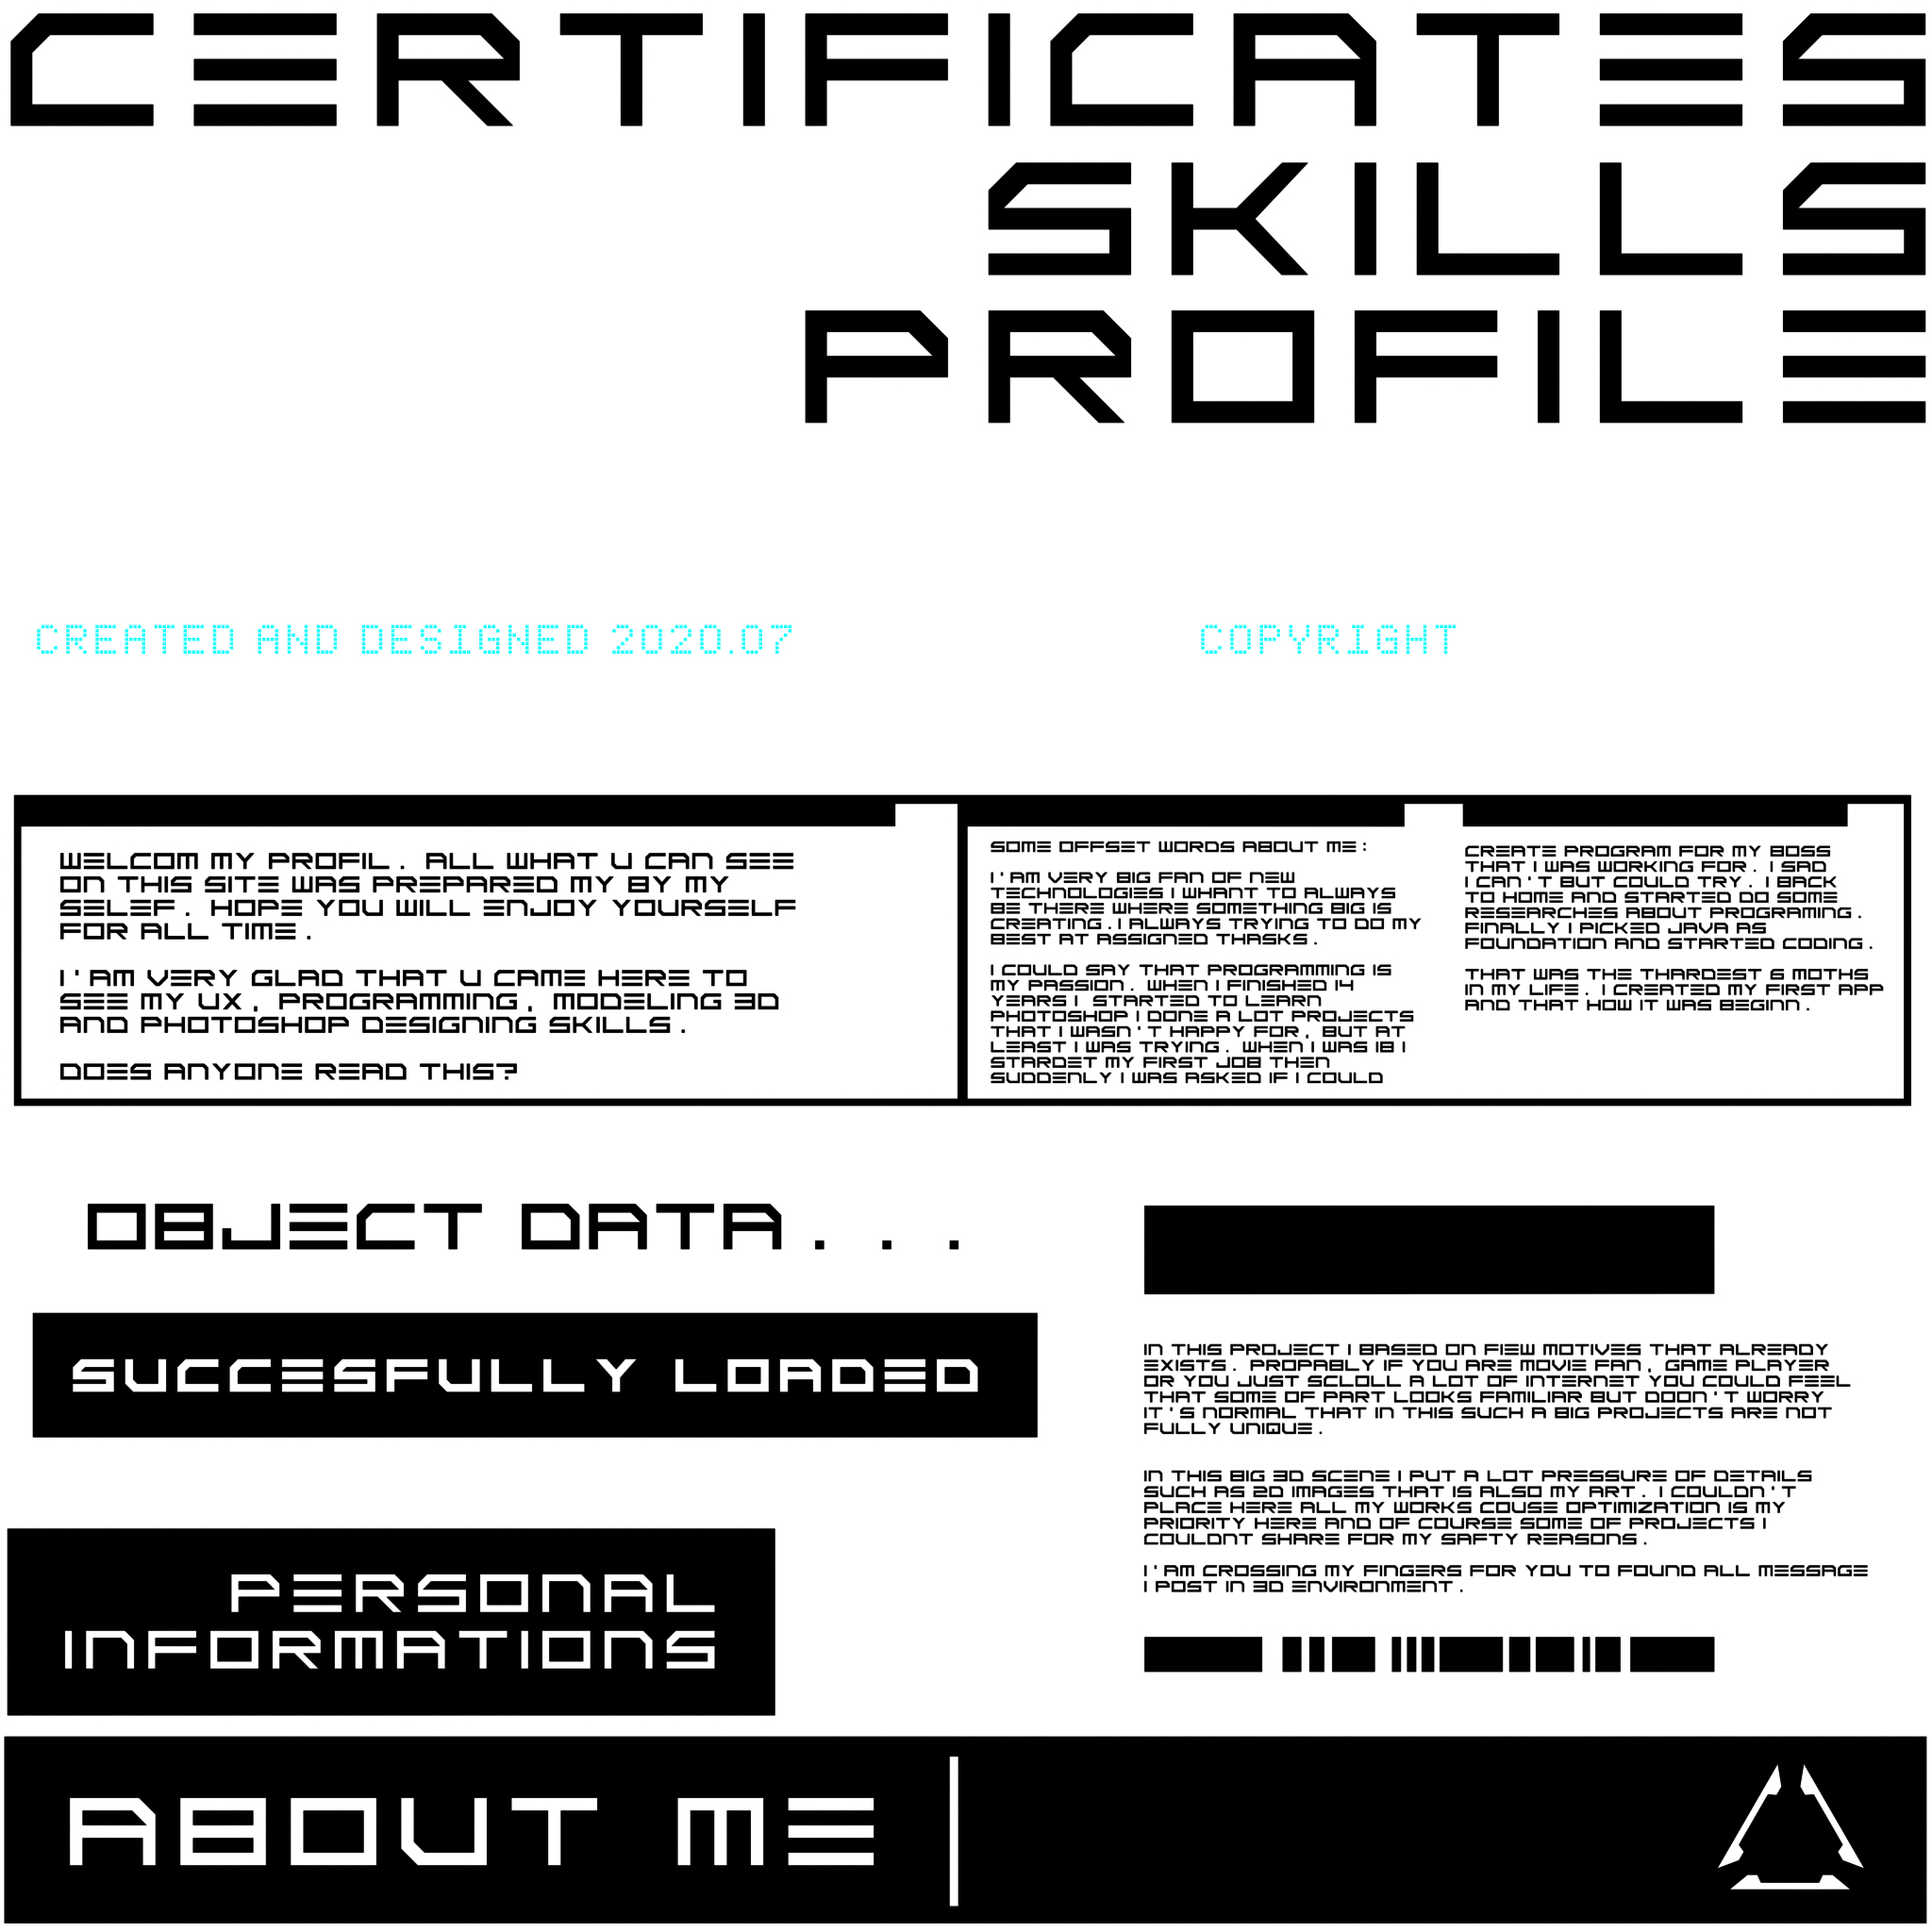 CERTIFICATES
SKILLS
PROFILE
CREATED AND DESIGNED 2020.07
COPYRIGHT
WELCOM MY PROFIL. ALL WHAT U CAN SEE
ON THIS SITE WAS PREPARED MY BY MY
SELEF. HOPE YOU WILL ENJOY YOURSELF
FOR ALL TIME.
I'AM VERY GLAD THAT U CAME HERE TO
SEE MY UX, PROGRAMMING, MODELING 3D
AND PHOTOSHOP DESIGNING SKILLS.
DOES ANYONE READ THIS?
SOME OFFSET WORDS ABOUT ME:
I'AM VERY BIG FAN OF NEW
TECHNOLOGIES I WHANT TO ALWAYS
BE THERE WHERE SOMETHING BIG IS
CREATING. I ALWAYS TRYING TO DO MY
BEST AT ASSIGNED THASKS.
I COULD SAY THAT PROGRAMMING IS
MY PASSION. WHEN I FINISHED 14
YEARS I STARTED TO LEARN
PHOTOSHOP I DONE A LOT PROJECTS
THAT I WASN'T HAPPY FOR, BUT AT
LEAST I WAS TRYING. WHEN I WAS 18 I
STARDET MY FIRST JOB THEN
SUDDENLY I WAS ASKED IF I COULD
CREATE PROGRAM FOR MY BOSS
THAT I WAS WORKING FOR. I SAD
I CAN'T BUT COULD TRY. I BACK
TO HOME AND STARTED DO SOME
RESEARCHES ABOUT PROGRAMING.
FINALLY I PICKED JAVA AS
FOUNDATION AND STARTED CODING.
THAT WAS THE THARDEST 6 MOTHS
IN MY LIFE. I CREATED MY FIRST APP
AND THAT HOW IT WAS BEGINN.
OBJECT DATA...
SUCCESFULLY LOADED
IN THIS PROJECT I BASED ON FIEW MOTIVES THAT ALREADY
EXISTS. PROPABLY IF YOU ARE MOVIE FAN, GAME PLAYER
OR YOU JUST SCLOLL A LOT OF INTERNET YOU COULD FEEL
THAT SOME OF PART LOOKS FAMILIAR BUT DOON'T WORRY
IT'S NORMAL THAT IN THIS SUCH A BIG PROJECTS ARE NOT
FULLY UNIQUE.
IN THIS BIG 3D SCENE I PUT A LOT PRESSURE OF DETAILS
SUCH AS 2D IMAGES THAT IS ALSO MY ART. I COULDN'T
PLACE HERE ALL MY WORKS COUSE OPTIMIZATION IS MY
PRIORITY HERE AND OF COURSE SOME OF PROJECTS I
COULDNT SHARE FOR MY SAFTY REASONS.
I'AM CROSSING MY FINGERS FOR YOU TO FOUND ALL MESSAGE
I POST IN 3D ENVIRONMENT.
PERSONAL
INFORMATIONS
ABOUT ME